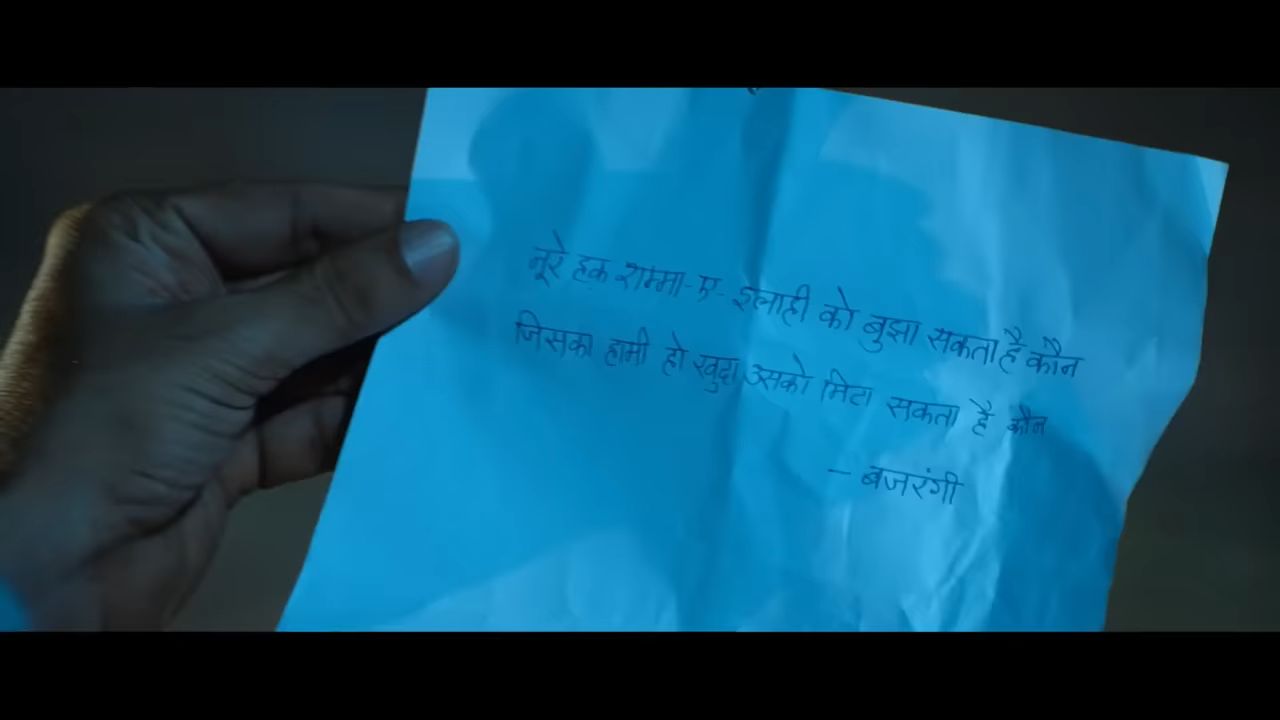 नूरे हक शम्मा-ए-इलाही को बुझा सकता है कौन
जिसका हामी हो खुदा उसको मिटा सकता है कौन
- बजरंगी